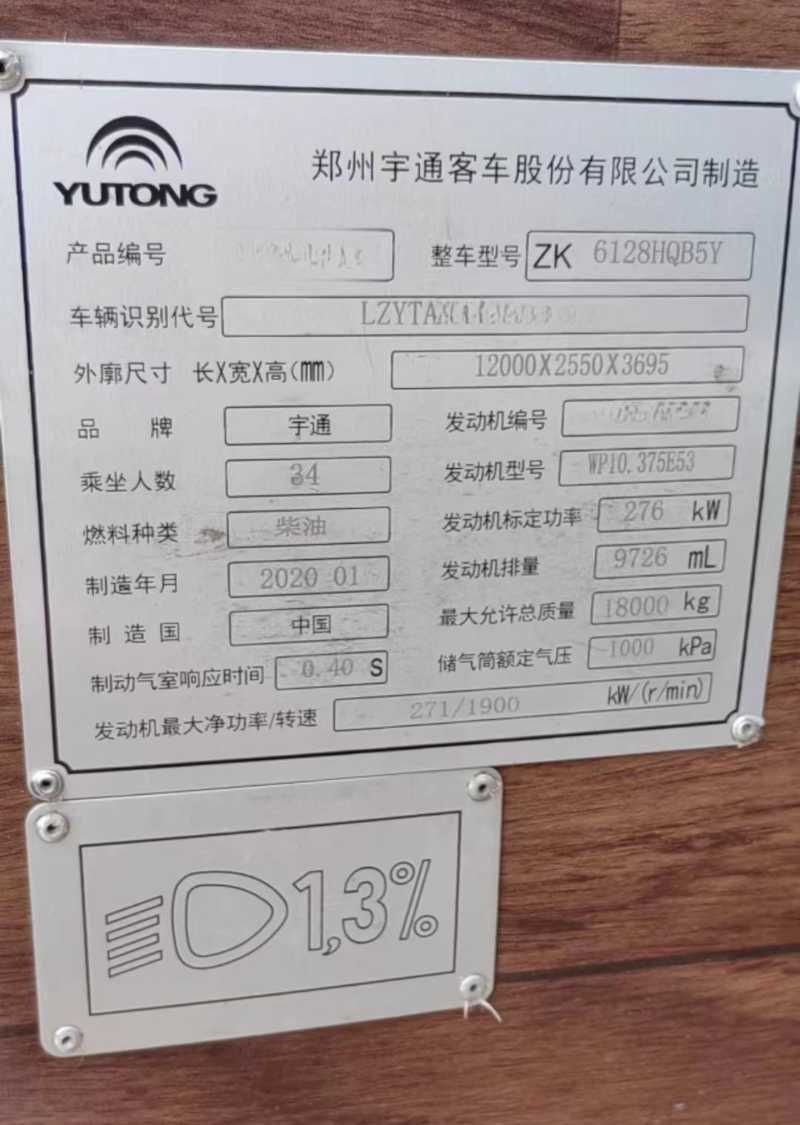 YUTONG
郑州宇通客车股份有限公司制造
产品编号
整车型号 ZK 6128HQB5Y
车辆识别代号 LZYTA
外廓尺寸 长X宽X高(mm) 12000X2550X3695
品 牌 宇通
发动机编号
乘坐人数 34
发动机型号 WP10.375E53
燃料种类 柴油
发动机标定功率 276 kW
制造年月 2020 01
发动机排量 9726 mL
制造国 中国
最大允许总质量 18000 kg
制动气室响应时间 0.40 S
储气筒额定气压 1000 kPa
发动机最大净功率/转速 271/1900 kW/(r/min)
1,3%